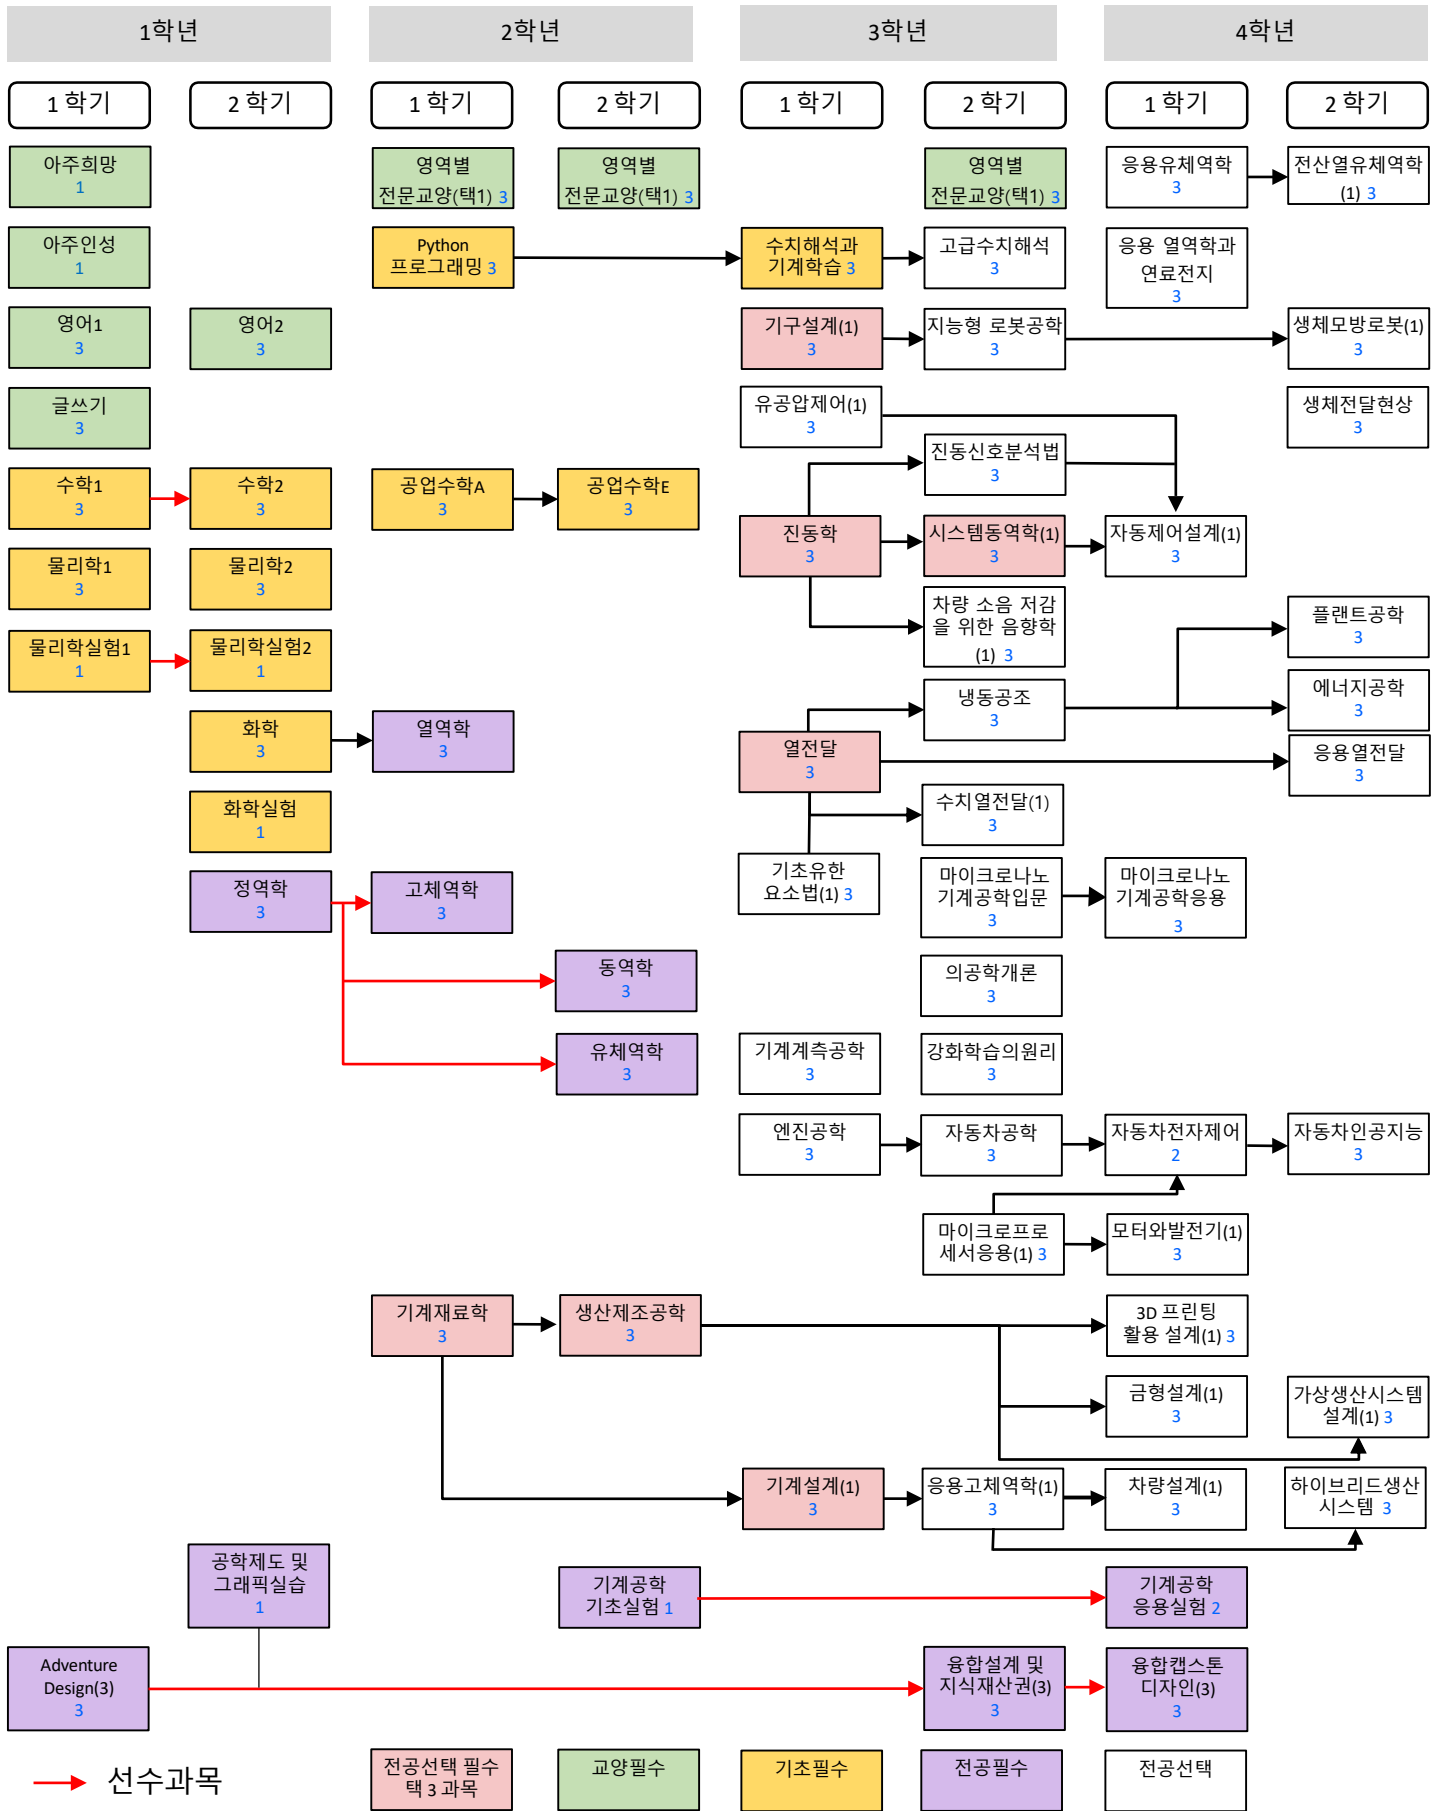 1학년
2학년
3학년
4학년
1 학기
2 학기
1 학기
2 학기
1 학기
2 학기
1 학기
2 학기
아주희망
1
영역별
전문교양(택1) 3
영역별
전문교양(택1) 3
영역별
전문교양(택1) 3
응용유체역학
3
전산열유체역학
(1) 3
아주인성
1
Python
프로그래밍 3
수치해석과
기계학습 3
고급수치해석
3
응용 열역학과
연료전지
3
영어1
3
영어2
3
기구설계(1)
3
지능형 로봇공학
3
생체모방로봇(1)
3
글쓰기
3
유공압제어(1)
3
생체전달현상
3
진동신호분석법
3
수학1
3
수학2
3
공업수학A
3
공업수학E
3
진동학
3
시스템동역학(1)
3
자동제어설계(1)
3
물리학1
3
물리학2
3
차량 소음 저감
을 위한 음향학
(1) 3
플랜트공학
3
물리학실험1
1
물리학실험2
1
냉동공조
3
에너지공학
3
화학
3
열역학
3
열전달
3
응용열전달
3
화학실험
1
수치열전달(1)
3
정역학
3
고체역학
3
기초유한
요소법(1) 3
마이크로나노
기계공학입문
3
마이크로나노
기계공학응용
3
동역학
3
의공학개론
3
유체역학
3
기계계측공학
3
강화학습의원리
3
엔진공학
3
자동차공학
3
자동차전자제어
2
자동차인공지능
3
마이크로프로
세서응용(1) 3
모터와발전기(1)
3
기계재료학
3
생산제조공학
3
3D 프린팅
활용 설계(1) 3
금형설계(1)
3
가상생산시스템
설계(1) 3
기계설계(1)
3
응용고체역학(1)
3
차량설계(1)
3
하이브리드생산
시스템 3
공학제도 및
그래픽실습
1
기계공학
기초실험 1
기계공학
응용실험 2
Adventure
Design(3)
3
융합설계 및
지식재산권(3)
3
융합캡스톤
디자인(3)
3
선수과목
전공선택 필수
택 3 과목
교양필수
기초필수
전공필수
전공선택